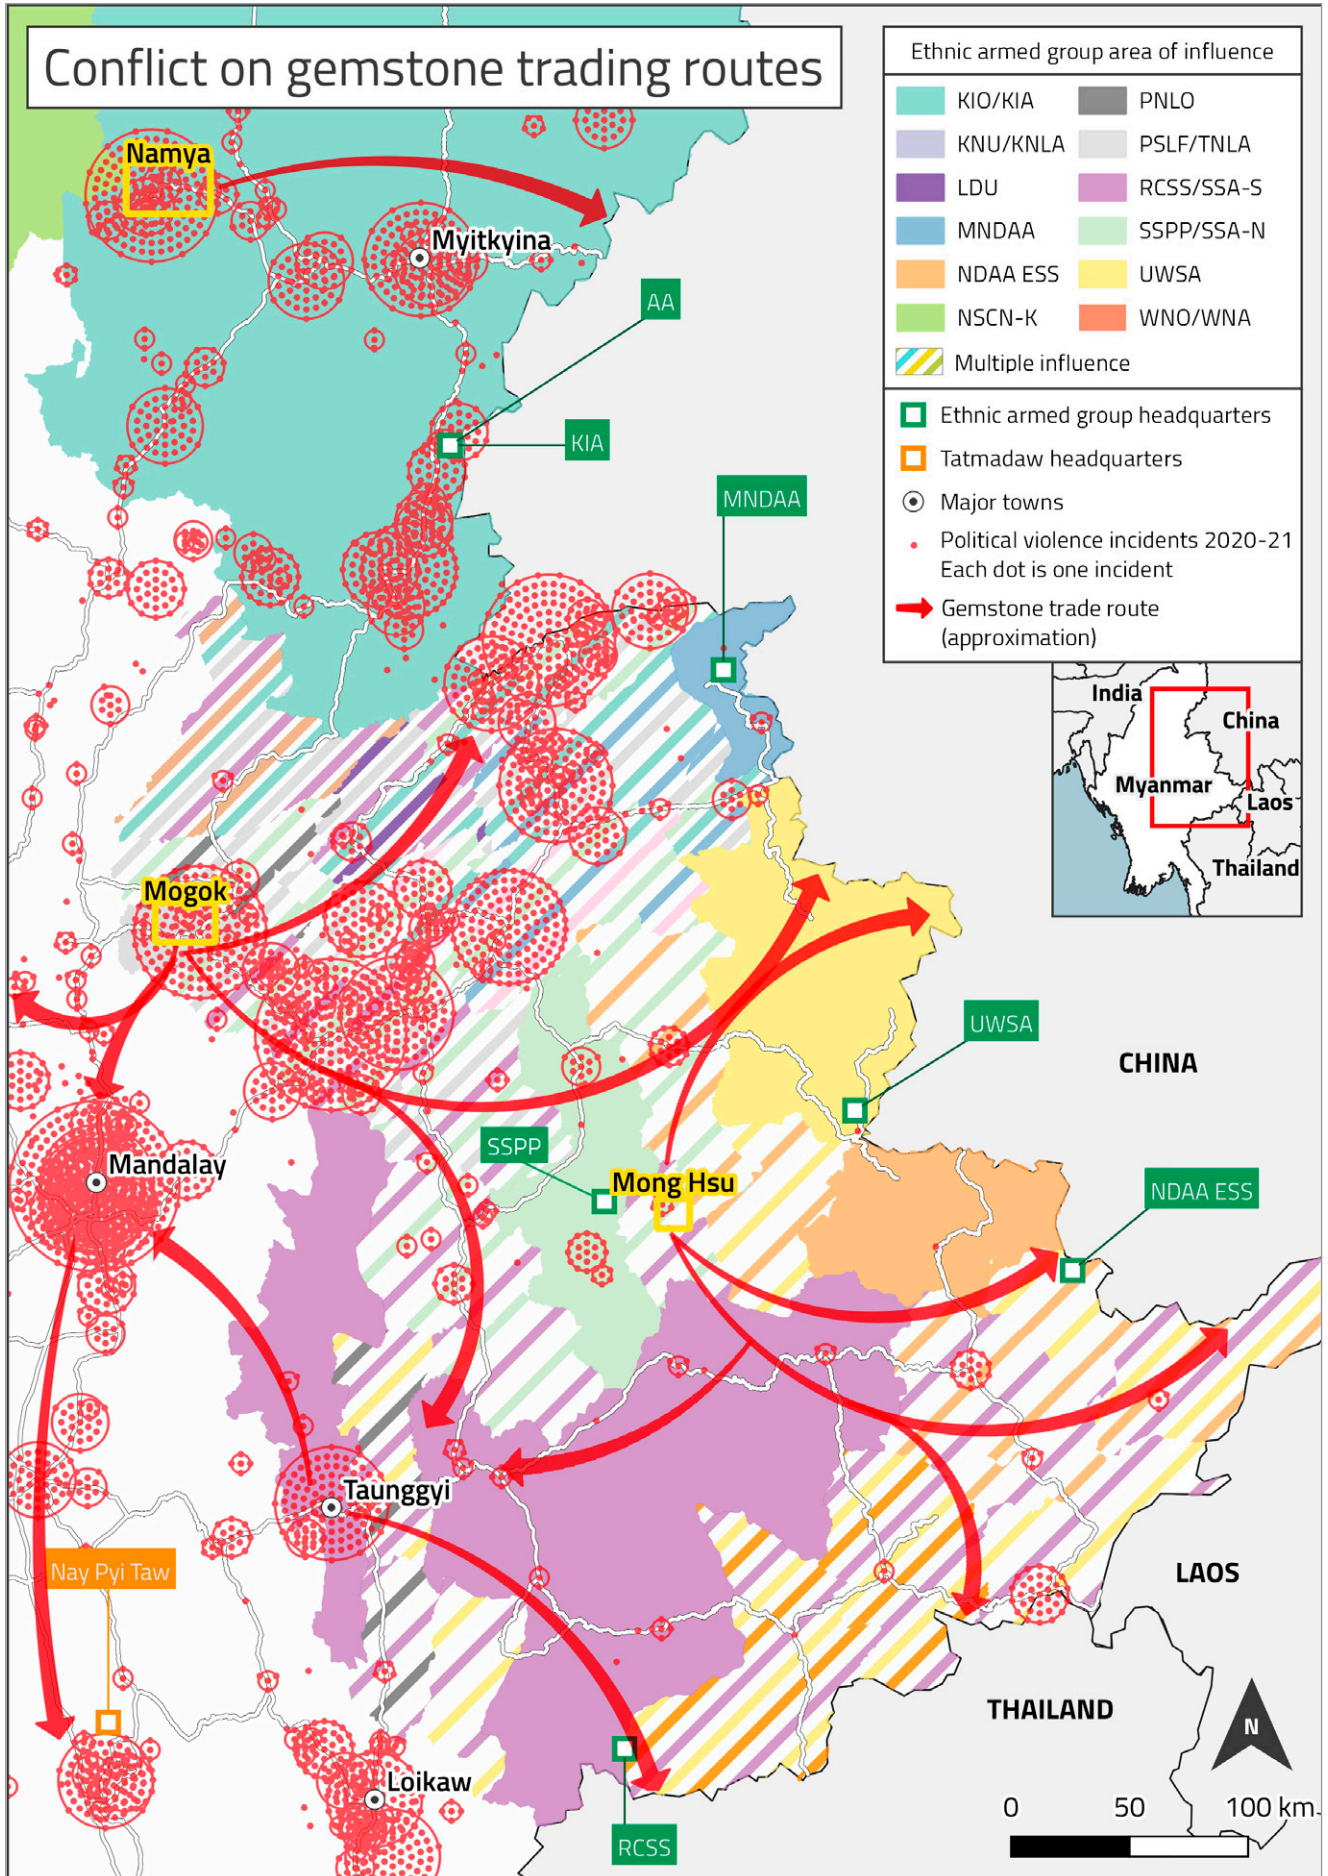 Conflict on gemstone trading routes
Ethnic armed group area of influence
KIO/KIA
PNLO
KNU/KNLA
PSLF/TNLA
LDU
RCSS/SSA-S
MNDAA
SSPP/SSA-N
NDAA ESS
UWSA
NSCN-K
WNO/WNA
Multiple influence
Ethnic armed group headquarters
Tatmadaw headquarters
Major towns
Political violence incidents 2020-21
Each dot is one incident
Gemstone trade route
(approximation)
India
China
Myanmar
Laos
Thailand
Namya
Myitkyina
AA
KIA
MNDAA
Mogok
UWSA
CHINA
Mandalay
SSPP
Mong Hsu
NDAA ESS
Taunggyi
Nay Pyi Taw
LAOS
THAILAND
N
Loikaw
0 50 100 km
RCSS